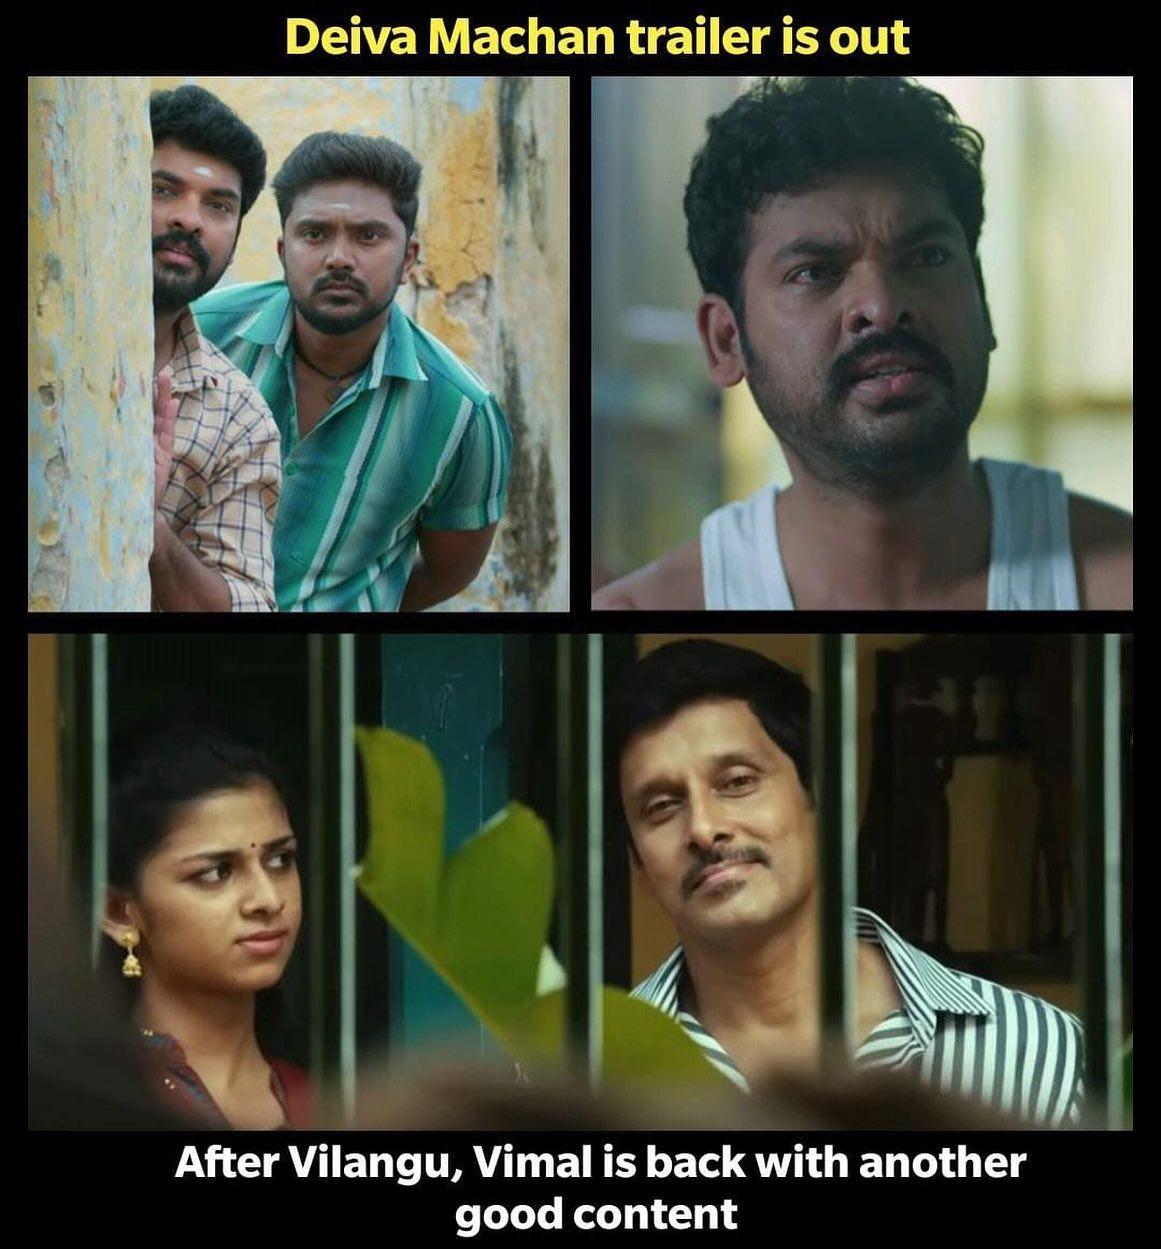 Deiva Machan trailer is out
After Vilangu, Vimal is back with another
good content